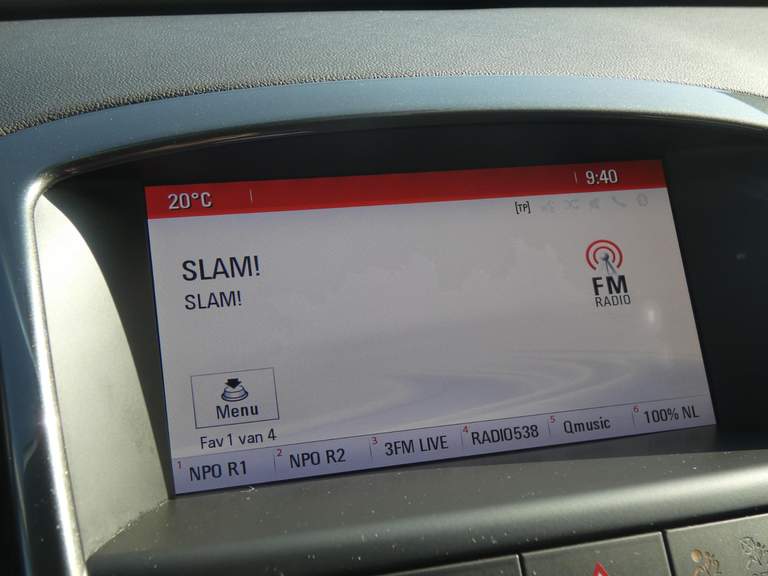 20°C 9:40
[TP]
SLAM!
SLAM!
FM
RADIO
Menu
Fav 1 van 4
1 NPO R1 2 NPO R2 3 3FM LIVE 4 RADIO538 5 Qmusic 6 100% NL